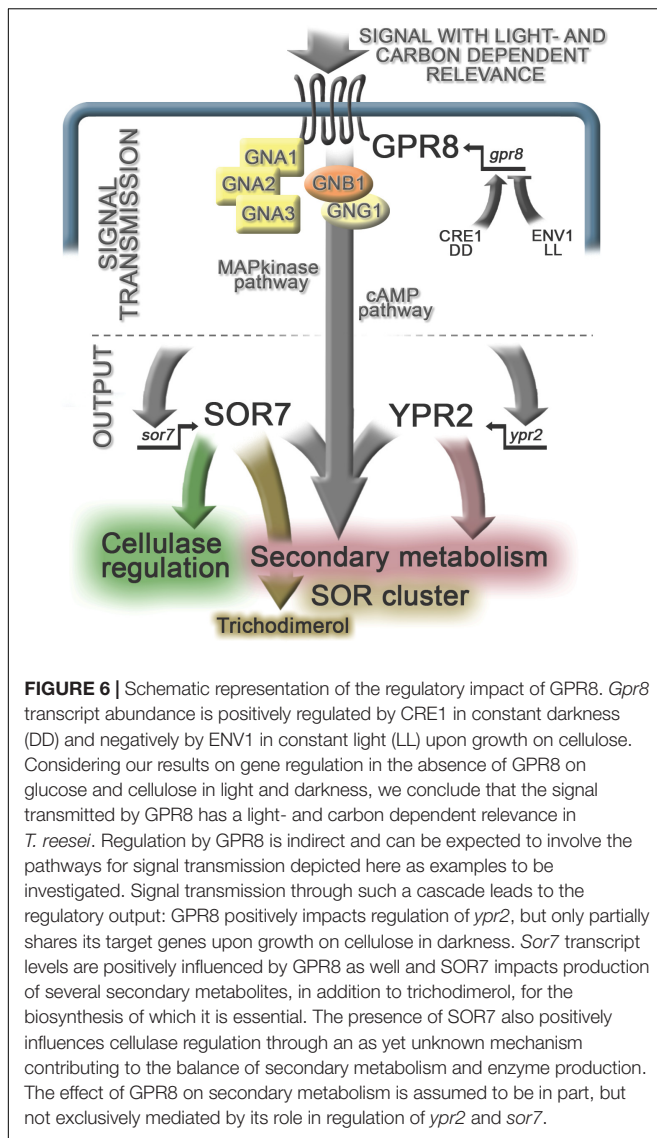 SIGNAL WITH LIGHT- AND
CARBON DEPENDENT
RELEVANCE
SIGNAL
TRANSMISSION
GPR8
gpr8
GNA1
GNA2
GNA3
GNB1
GNG1
CRE1
DD
ENV1
LL
MAPkinase
pathway
cAMP
pathway
OUTPUT
sor7
SOR7
YPR2
ypr2
Cellulase
regulation
Secondary metabolism
SOR cluster
Trichodimerol
FIGURE 6 | Schematic representation of the regulatory impact of GPR8. Gpr8
transcript abundance is positively regulated by CRE1 in constant darkness
(DD) and negatively by ENV1 in constant light (LL) upon growth on cellulose.
Considering our results on gene regulation in the absence of GPR8 on
glucose and cellulose in light and darkness, we conclude that the signal
transmitted by GPR8 has a light- and carbon dependent relevance in
T. reesei. Regulation by GPR8 is indirect and can be expected to involve the
pathways for signal transmission depicted here as examples to be
investigated. Signal transmission through such a cascade leads to the
regulatory output: GPR8 positively impacts regulation of ypr2, but only partially
shares its target genes upon growth on cellulose in darkness. Sor7 transcript
levels are positively influenced by GPR8 as well and SOR7 impacts production
of several secondary metabolites, in addition to trichodimerol, for the
biosynthesis of which it is essential. The presence of SOR7 also positively
influences cellulase regulation through an as yet unknown mechanism
contributing to the balance of secondary metabolism and enzyme production.
The effect of GPR8 on secondary metabolism is assumed to be in part, but
not exclusively mediated by its role in regulation of ypr2 and sor7.